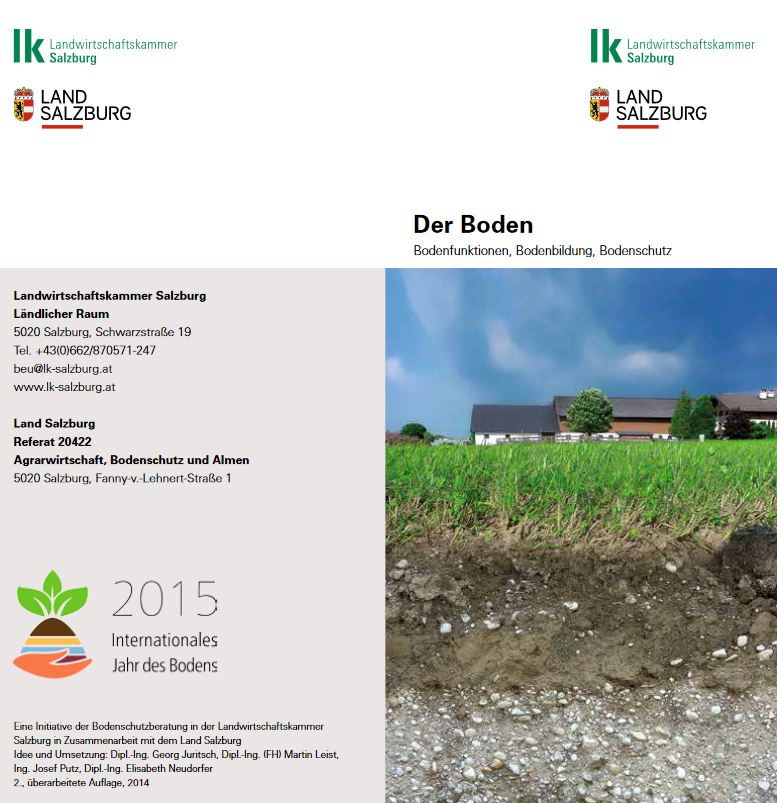 lk Landwirtschaftskammer
Salzburg
LAND
SALZBURG
lk Landwirtschaftskammer
Salzburg
LAND
SALZBURG
Der Boden
Bodenfunktionen, Bodenbildung, Bodenschutz
Landwirtschaftskammer Salzburg
Ländlicher Raum
5020 Salzburg, Schwarzstraße 19
Tel. +43(0)662/870571-247
beu@lk-salzburg.at
www.lk-salzburg.at
Land Salzburg
Referat 20422
Agrarwirtschaft, Bodenschutz und Almen
5020 Salzburg, Fanny-v.-Lehnert-Straße 1
2015
Internationales
Jahr des Bodens
Eine Initiative der Bodenschutzberatung in der Landwirtschaftskammer
Salzburg in Zusammenarbeit mit dem Land Salzburg
Idee und Umsetzung: Dipl.-Ing. Georg Juritsch, Dipl.-Ing. (FH) Martin Leist,
Ing. Josef Putz, Dipl.-Ing. Elisabeth Neudorfer
2., überarbeitete Auflage, 2014